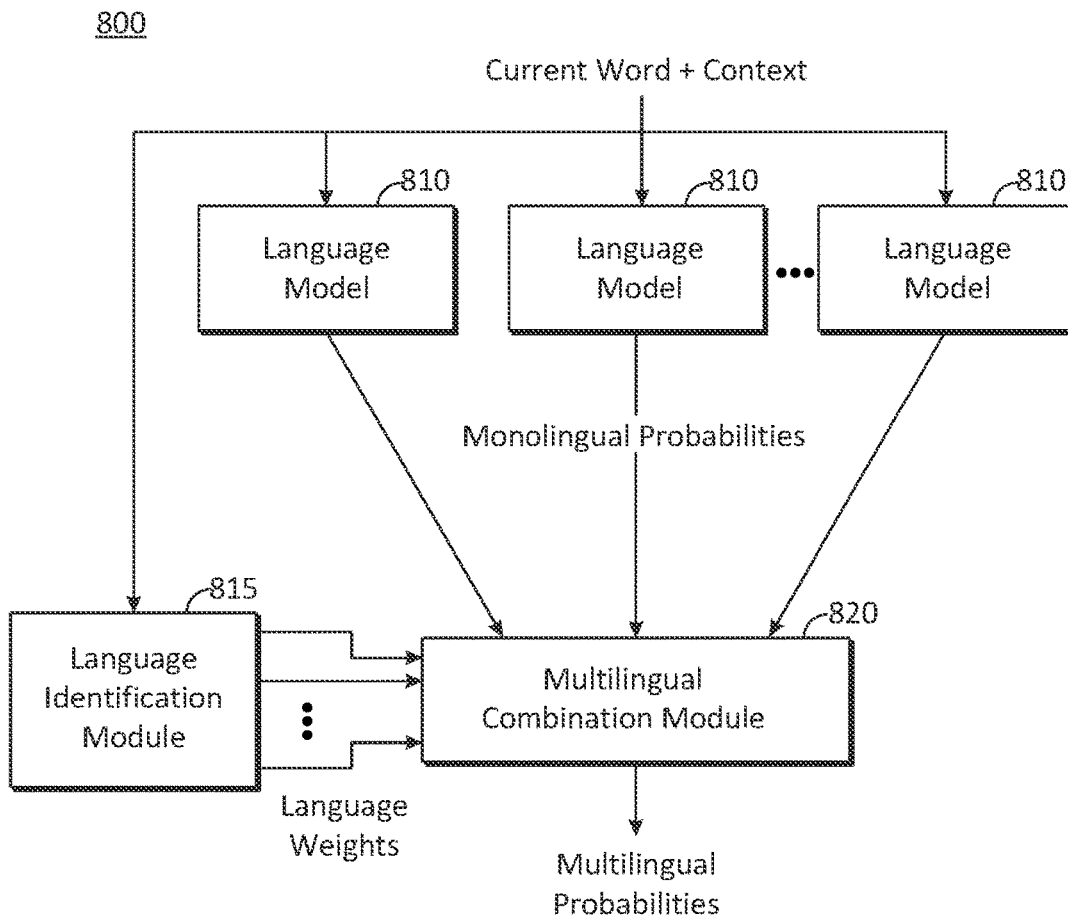 800
Current Word + Context
810
810
810
Language
Model
Language
Model
Language
Model
Monolingual Probabilities
815
820
Language
Identification
Module
Multilingual
Combination Module
Language
Weights
Multilingual
Probabilities